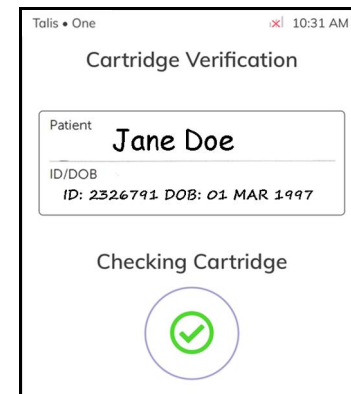 Talis • One 10:31 AM
Cartridge Verification
Patient
Jane Doe
ID/DOB
ID: 2326791 DOB: 01 MAR 1997
Checking Cartridge